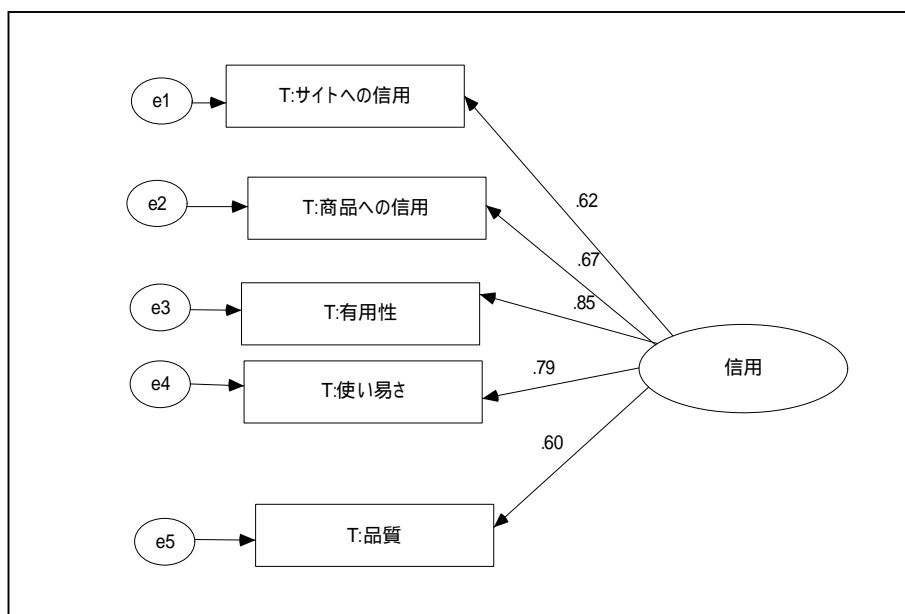 e1
T:サイトへの信用
.62
e2
T:商品への信用
.67
e3
T:有用性
.85
信用
e4
T:使い易さ
.79
.60
e5
T:品質